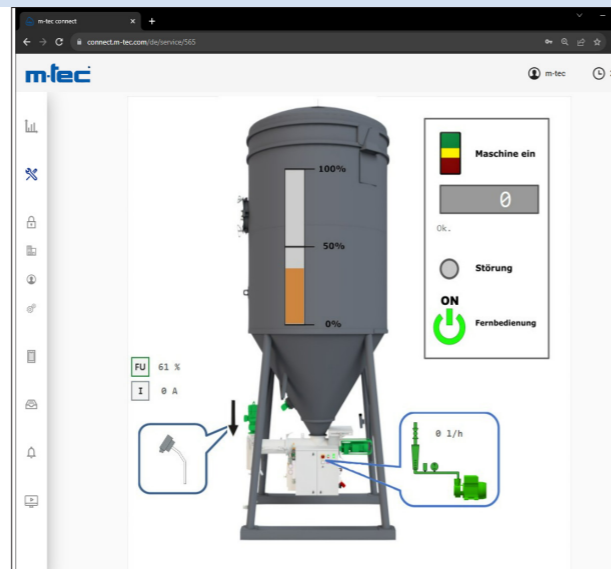 m-tec connect
connect.m-tec.com/de/service/565
m-tec
m-tec
100%
50%
0%
Maschine ein
0
Ok.
Störung
ON
Fernbedienung
FU 61 %
I 0 A
0 l/h